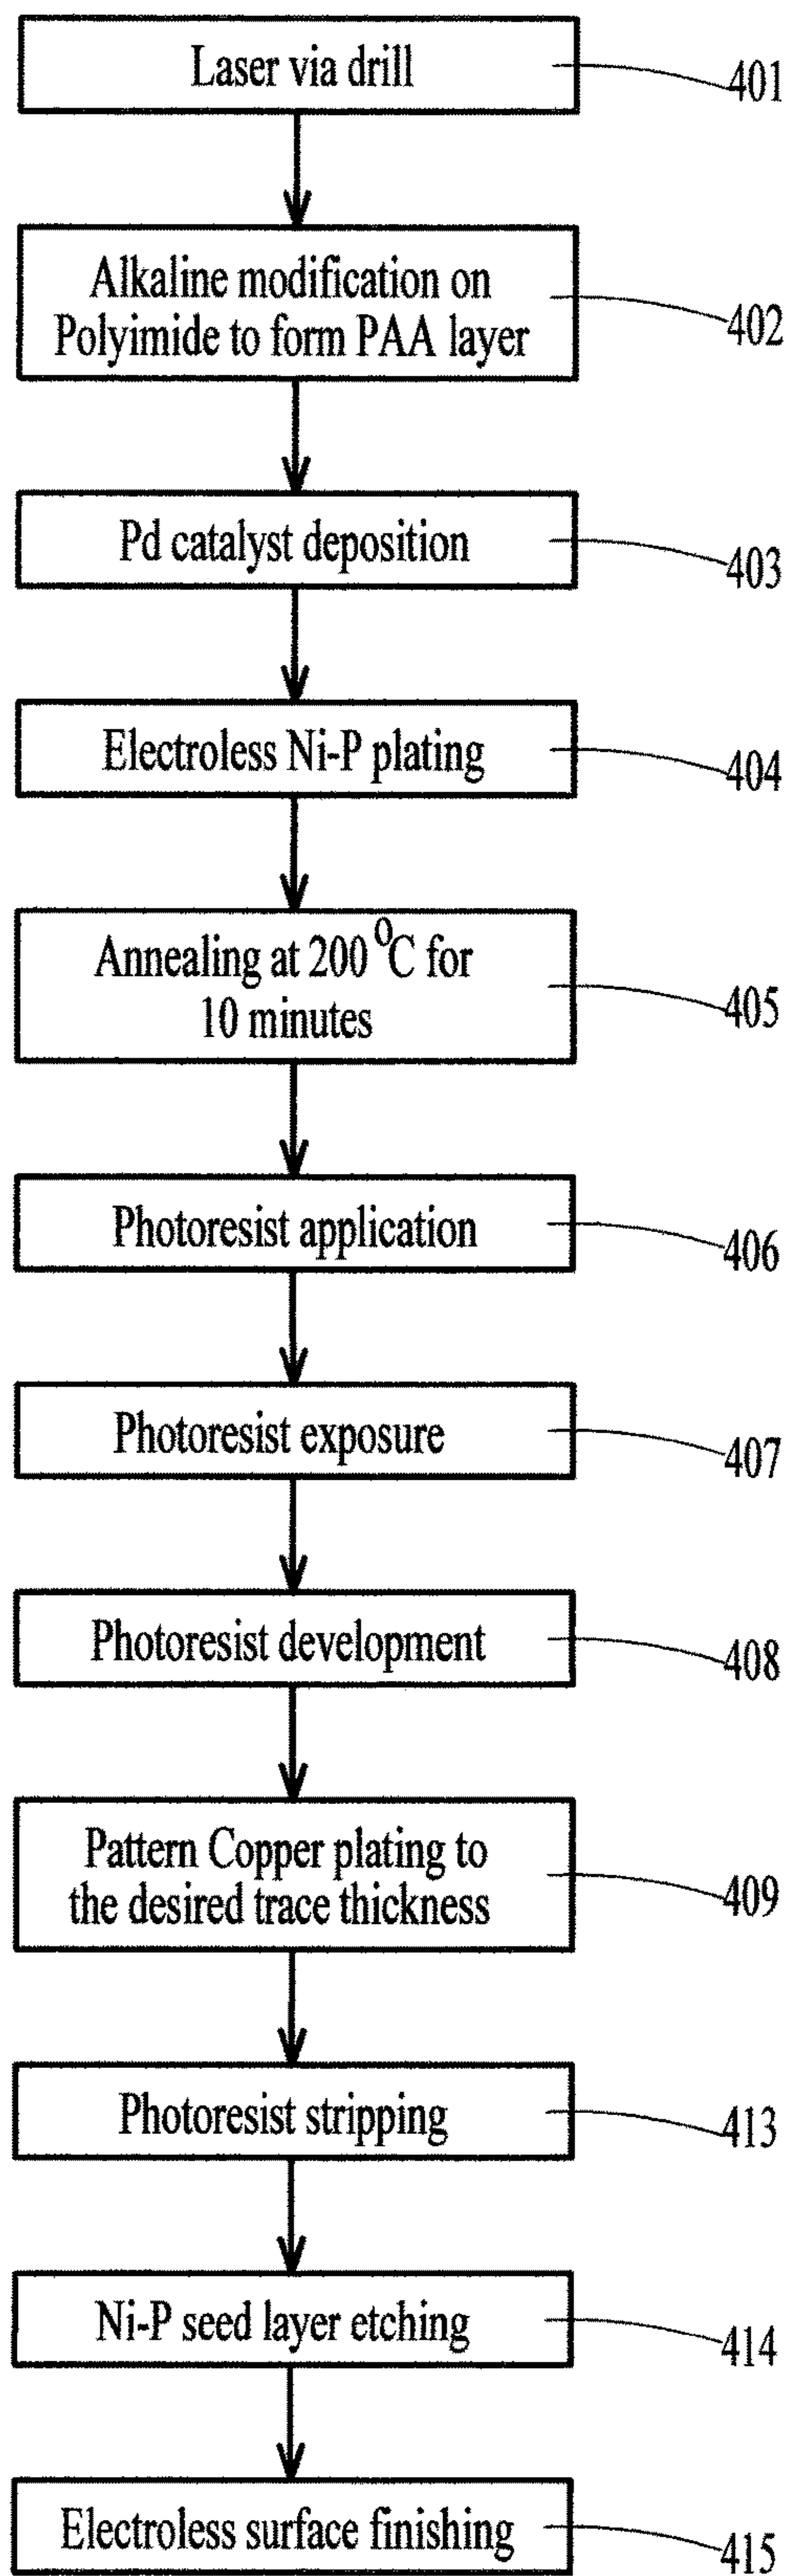 Laser via drill
401
Alkaline modification on
Polyimide to form PAA layer
402
Pd catalyst deposition
403
Electroless Ni-P plating
404
Annealing at 200 °C for
10 minutes
405
Photoresist application
406
Photoresist exposure
407
Photoresist development
408
Pattern Copper plating to
the desired trace thickness
409
Photoresist stripping
413
Ni-P seed layer etching
414
Electroless surface finishing
415